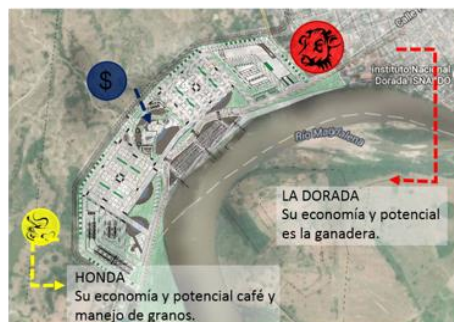 Calle
$
Instituto Nacional
Dorada
Río Magdalena
LA DORADA
Su economía y potencial
es la ganadera.
HONDA
Su economía y potencial café y
manejo de granos.